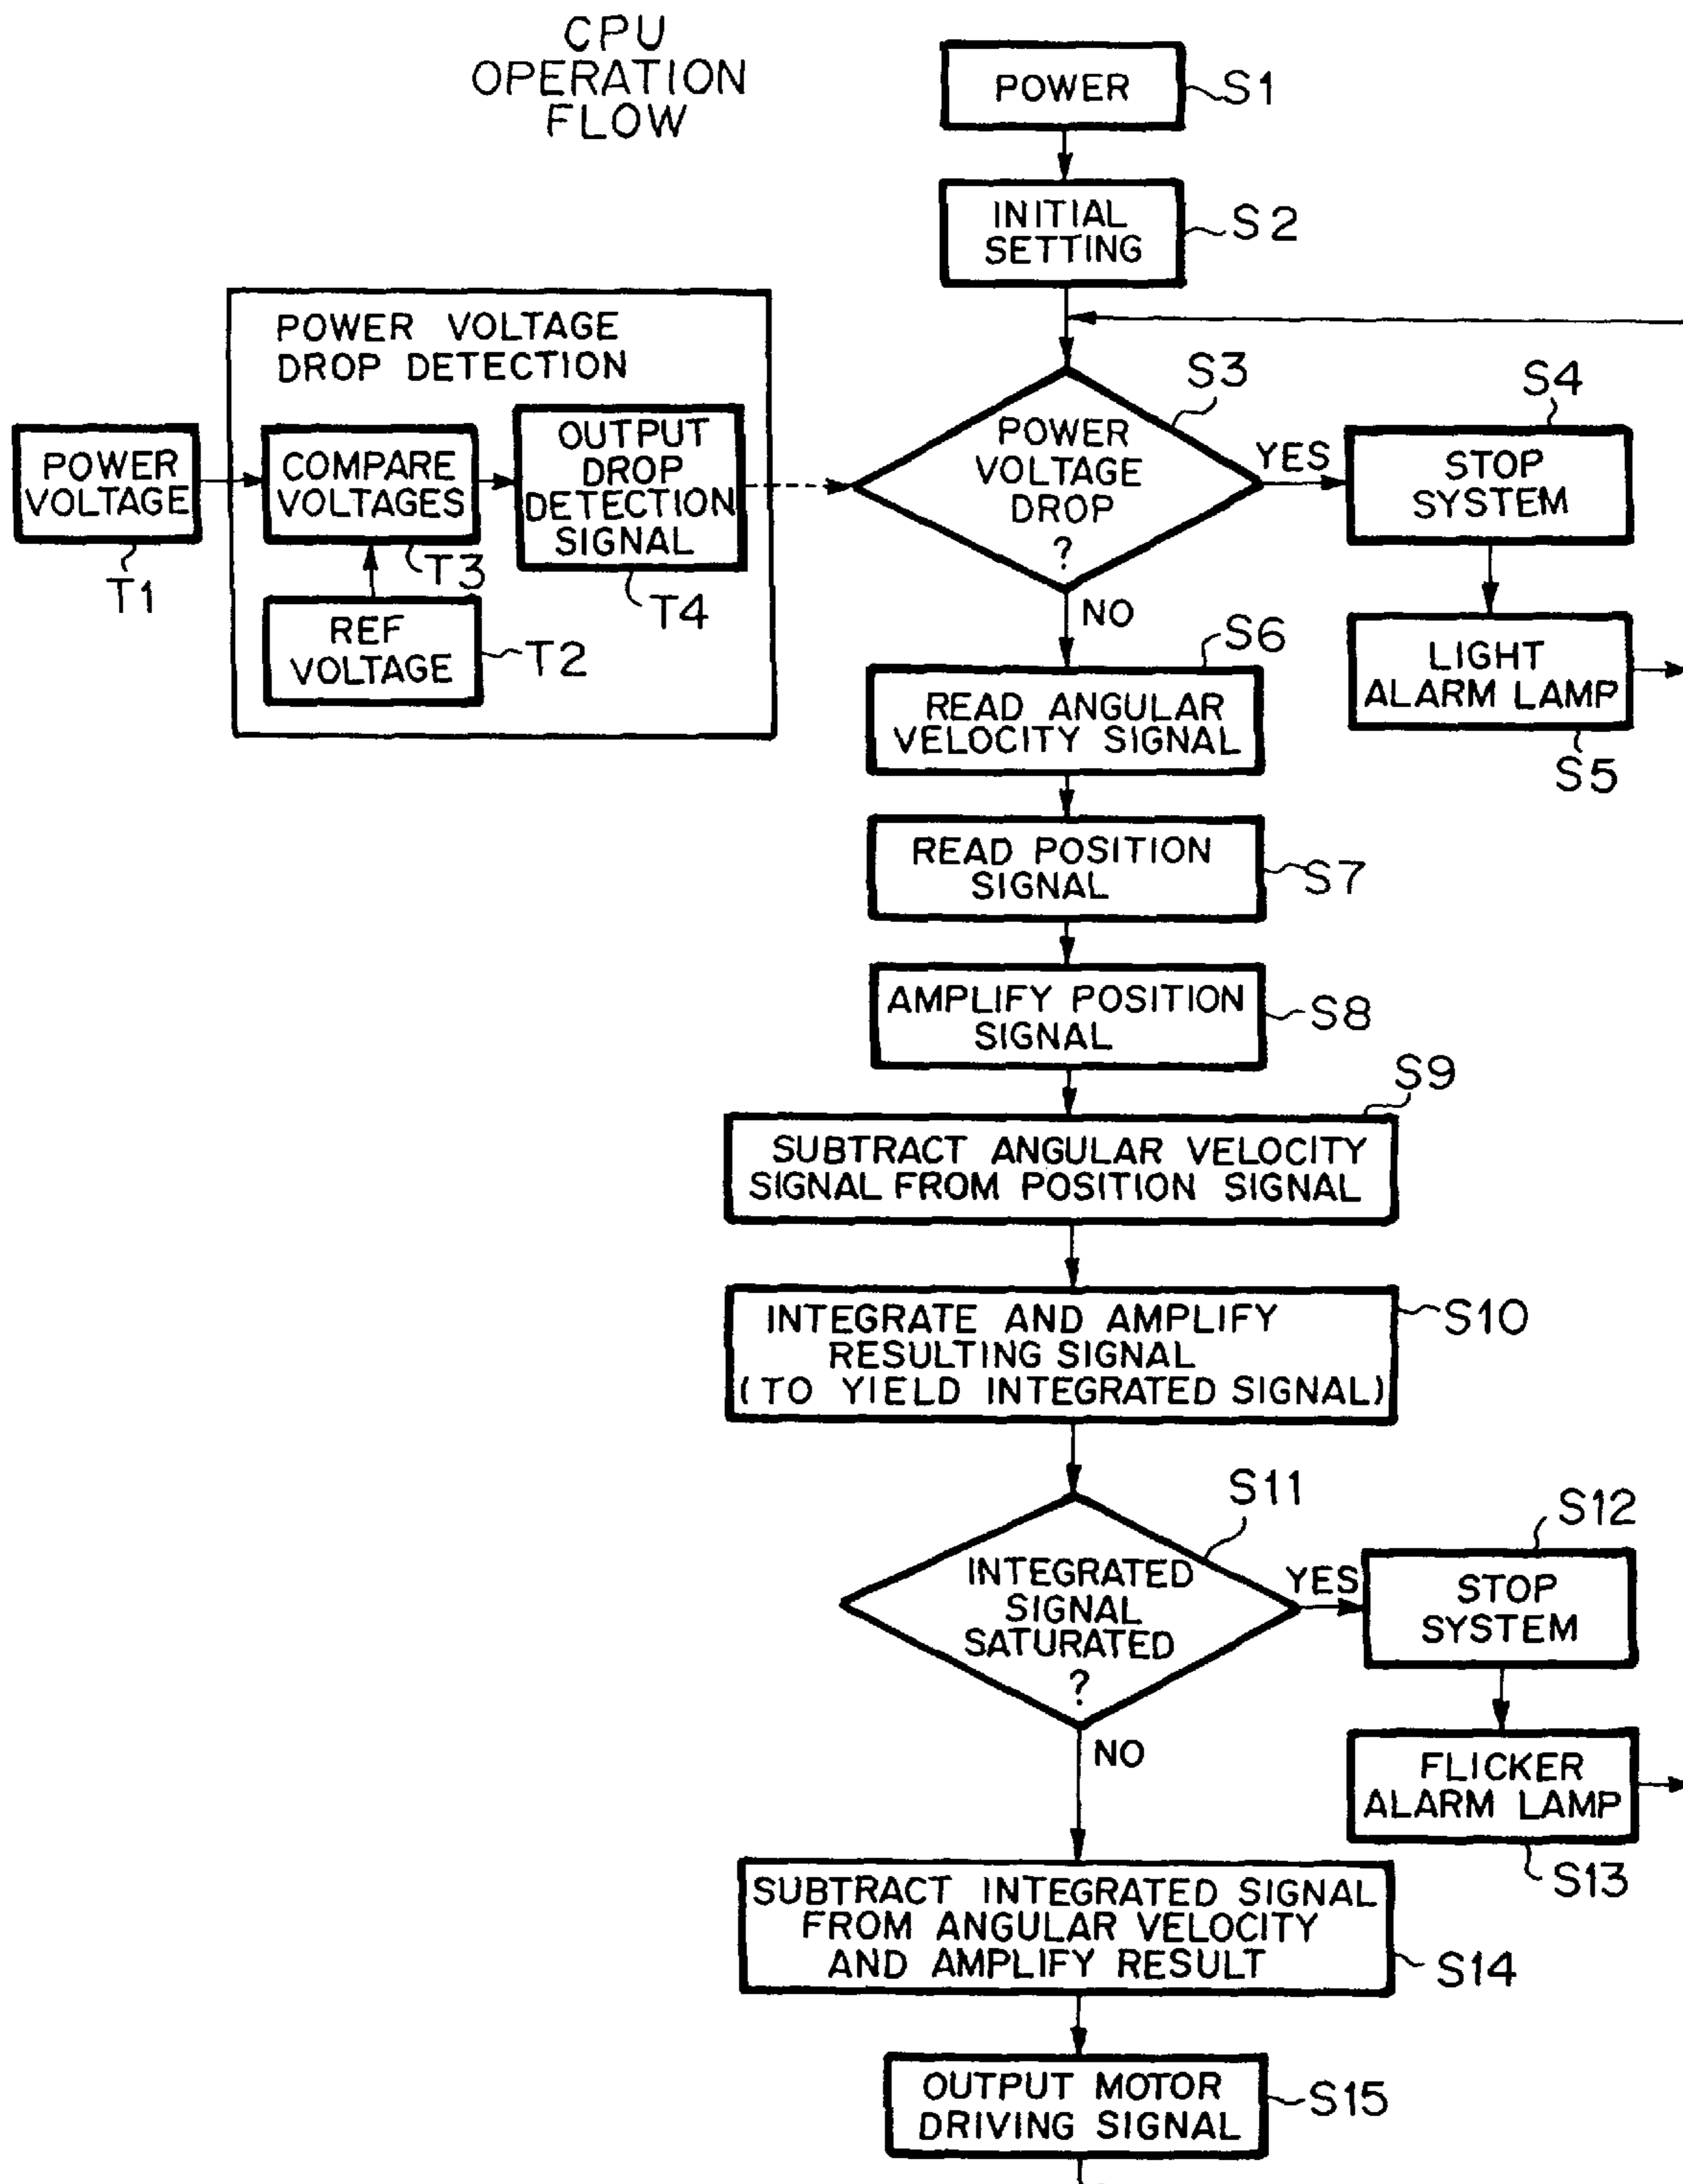 CPU
OPERATION
FLOW
POWER
S1
INITIAL
SETTING
S2
POWER VOLTAGE
DROP DETECTION
POWER
VOLTAGE
T1
COMPARE
VOLTAGES
T3
OUTPUT
DROP
DETECTION
SIGNAL
T4
REF
VOLTAGE
T2
POWER
VOLTAGE
DROP
?
S3
YES
NO
STOP
SYSTEM
S4
LIGHT
ALARM LAMP
S5
READ ANGULAR
VELOCITY SIGNAL
S6
READ POSITION
SIGNAL
S7
AMPLIFY POSITION
SIGNAL
S8
SUBTRACT ANGULAR VELOCITY
SIGNAL FROM POSITION SIGNAL
S9
INTEGRATE AND AMPLIFY
RESULTING SIGNAL
(TO YIELD INTEGRATED SIGNAL)
S10
INTEGRATED
SIGNAL
SATURATED
?
S11
YES
NO
STOP
SYSTEM
S12
FLICKER
ALARM LAMP
S13
SUBTRACT INTEGRATED SIGNAL
FROM ANGULAR VELOCITY
AND AMPLIFY RESULT
S14
OUTPUT MOTOR
DRIVING SIGNAL
S15